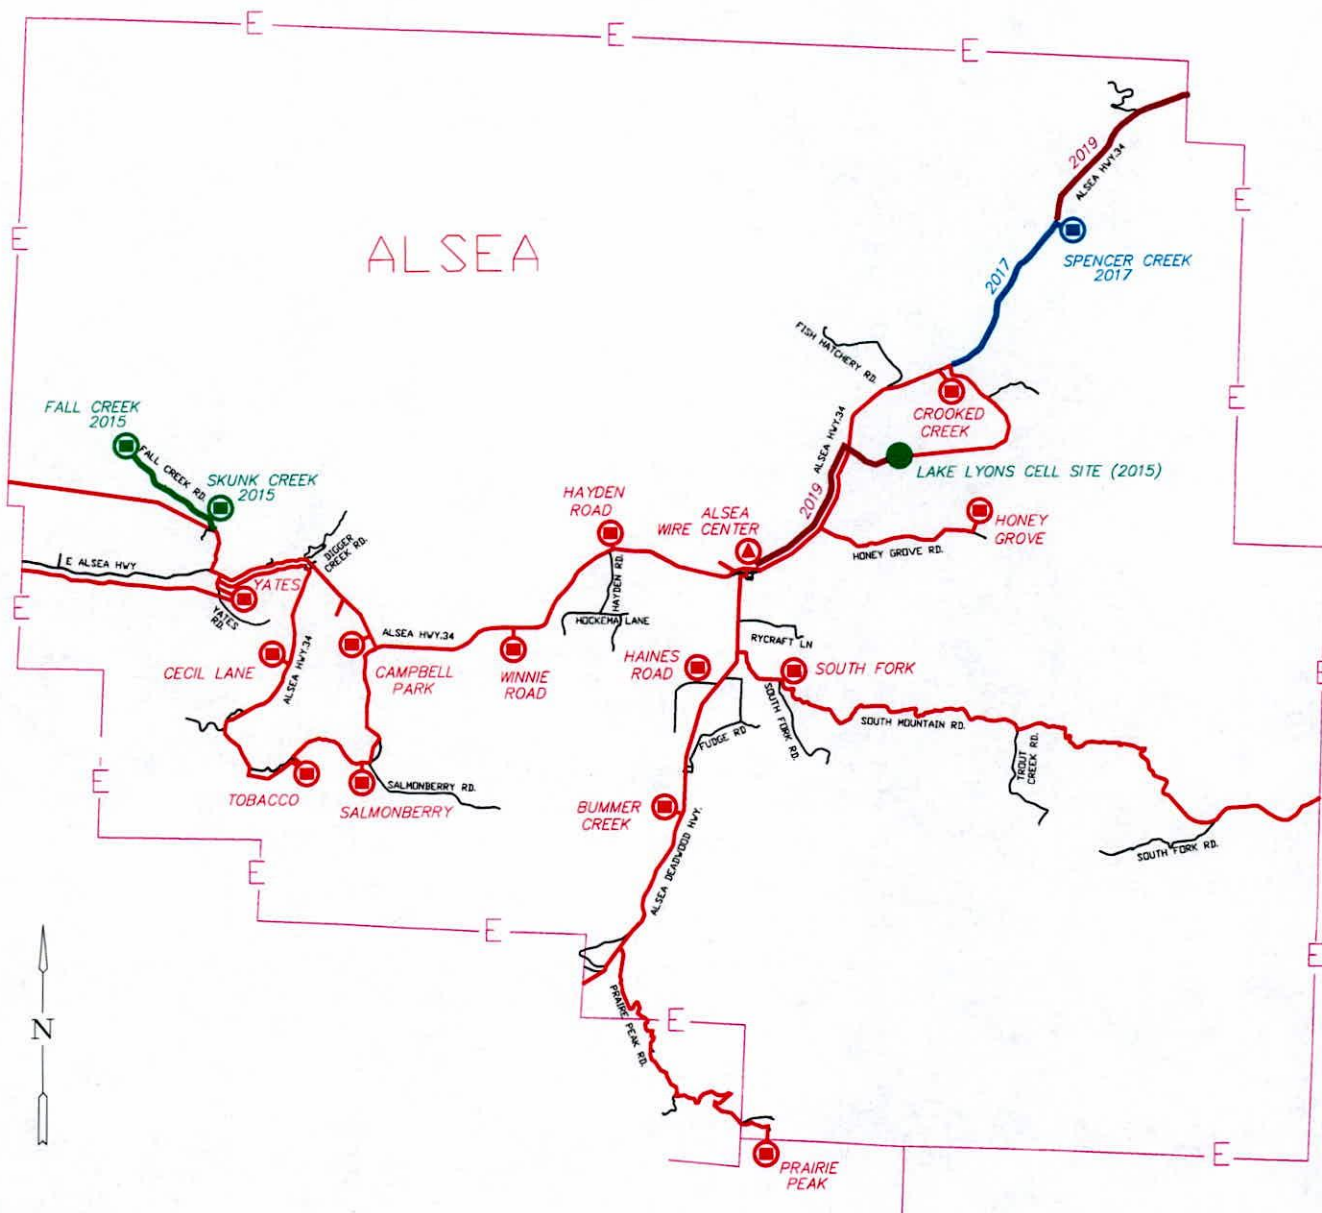 E
E
E
2019
ALSEA HWY.34
E
E
ALSEA
SPENCER CREEK
2017
2017
FISH HATCHERY RD.
E
FALL CREEK
2015
CROOKED
CREEK
ALSEA HWY.34
FALL CREEK RD.
SKUNK CREEK
2015
LAKE LYONS CELL SITE (2015)
HAYDEN
ROAD
ALSEA
WIRE CENTER
2019
HONEY
GROVE
HONEY GROVE RD.
DIGGER
CREEK RD.
E ALSEA HWY
YATES
HAYDEN RD.
E
YATES
RD.
HOCKEMA LANE
RYCRAFT LN
ALSEA HWY.34
CECIL LANE
ALSEA HWY.34
CAMPBELL
PARK
WINNIE
ROAD
HAINES
ROAD
SOUTH FORK
E
SOUTH FORK RD.
SOUTH MOUNTAIN RD.
FUDGE RD
TROUT
CREEK RD.
E
TOBACCO
SALMONBERRY RD.
SALMONBERRY
BUMMER
CREEK
ALSEA DEADWOOD HWY.
SOUTH FORK RD.
E
E
E
N
PRAIRE PEAK RD.
E
E
PRAIRIE
PEAK